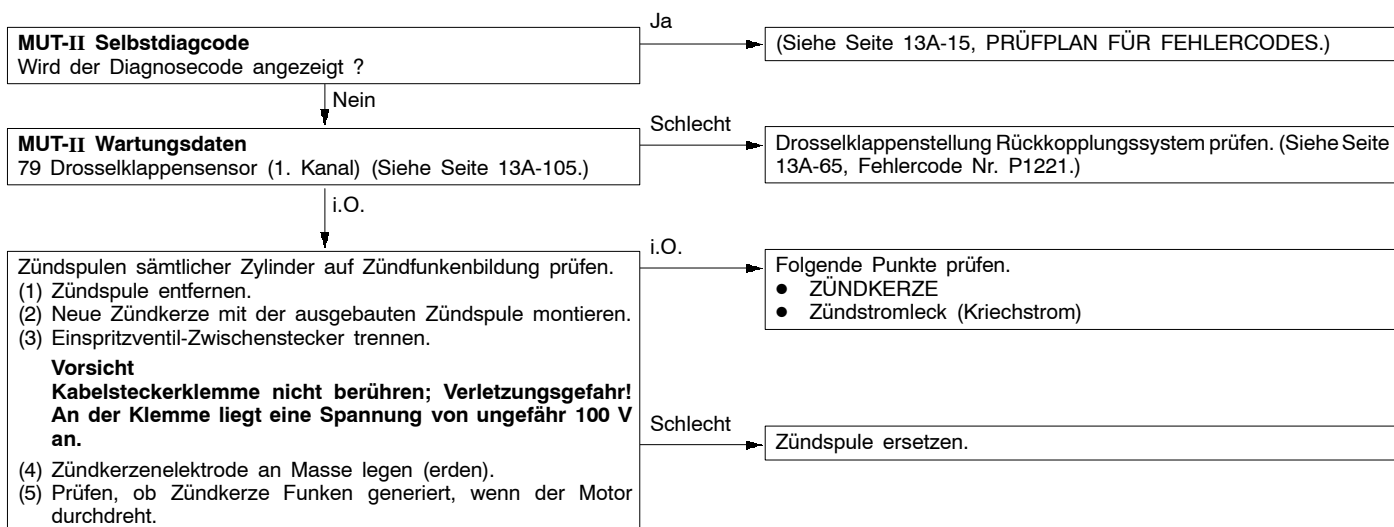 MUT-II Selbstdiagcode
Wird der Diagnosecode angezeigt ?
Ja
(Siehe Seite 13A-15, PRÜFPLAN FÜR FEHLERCODES.)
Nein
MUT-II Wartungsdaten
79 Drosselklappensensor (1. Kanal) (Siehe Seite 13A-105.)
Schlecht
Drosselklappenstellung Rückkopplungssystem prüfen. (Siehe Seite
13A-65, Fehlercode Nr. P1221.)
i.O.
Zündspulen sämtlicher Zylinder auf Zündfunkenbildung prüfen.
(1) Zündspule entfernen.
(2) Neue Zündkerze mit der ausgebauten Zündspule montieren.
(3) Einspritzventil-Zwischenstecker trennen.
Vorsicht
Kabelsteckerklemme nicht berühren; Verletzungsgefahr!
An der Klemme liegt eine Spannung von ungefähr 100 V
an.
(4) Zündkerzenelektrode an Masse legen (erden).
(5) Prüfen, ob Zündkerze Funken generiert, wenn der Motor
durchdreht.
i.O.
Folgende Punkte prüfen.
● ZÜNDKERZE
● Zündstromleck (Kriechstrom)
Schlecht
Zündspule ersetzen.